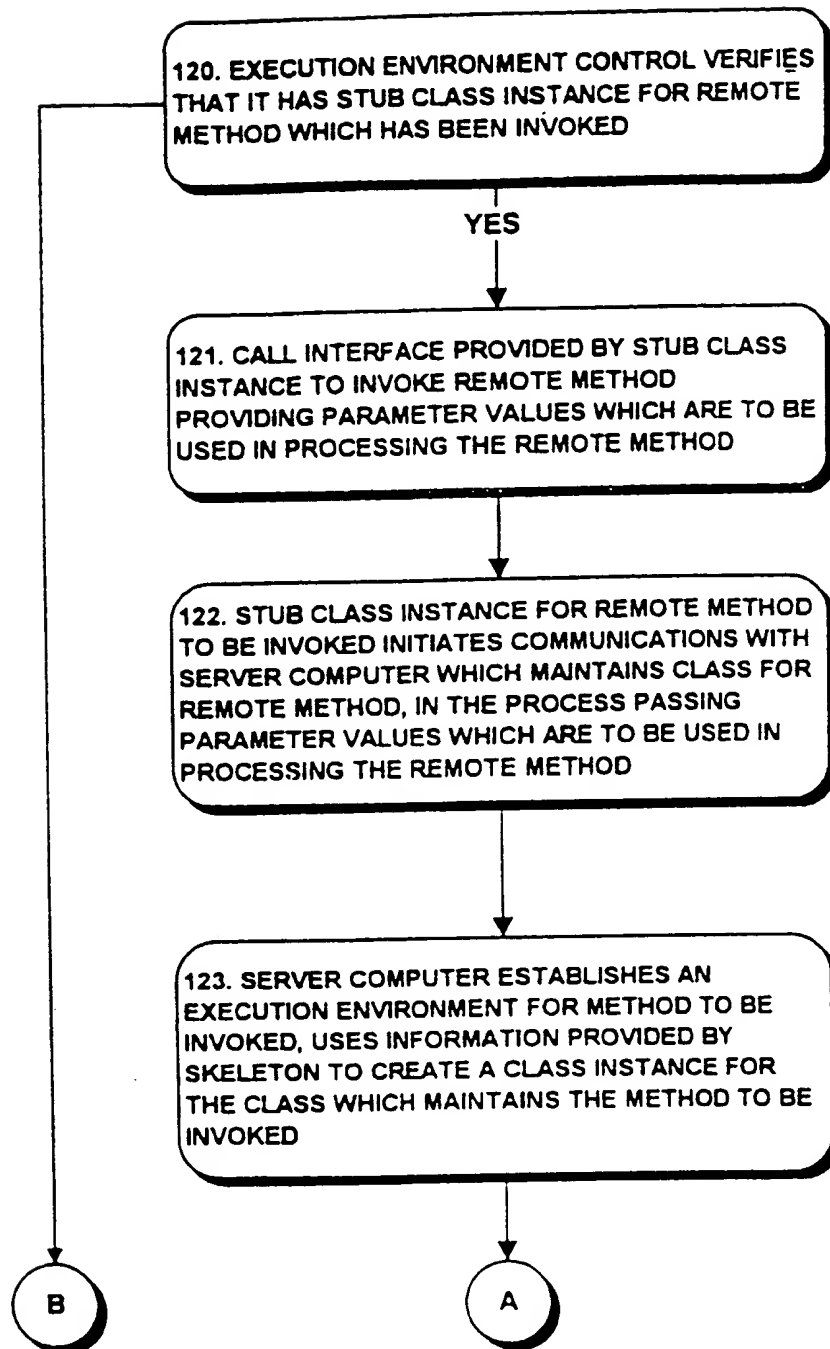 120. EXECUTION ENVIRONMENT CONTROL VERIFIES
THAT IT HAS STUB CLASS INSTANCE FOR REMOTE
METHOD WHICH HAS BEEN INVOKED
YES
121. CALL INTERFACE PROVIDED BY STUB CLASS
INSTANCE TO INVOKE REMOTE METHOD
PROVIDING PARAMETER VALUES WHICH ARE TO BE
USED IN PROCESSING THE REMOTE METHOD
122. STUB CLASS INSTANCE FOR REMOTE METHOD
TO BE INVOKED INITIATES COMMUNICATIONS WITH
SERVER COMPUTER WHICH MAINTAINS CLASS FOR
REMOTE METHOD, IN THE PROCESS PASSING
PARAMETER VALUES WHICH ARE TO BE USED IN
PROCESSING THE REMOTE METHOD
123. SERVER COMPUTER ESTABLISHES AN
EXECUTION ENVIRONMENT FOR METHOD TO BE
INVOKED, USES INFORMATION PROVIDED BY
SKELETON TO CREATE A CLASS INSTANCE FOR
THE CLASS WHICH MAINTAINS THE METHOD TO BE
INVOKED
B
A